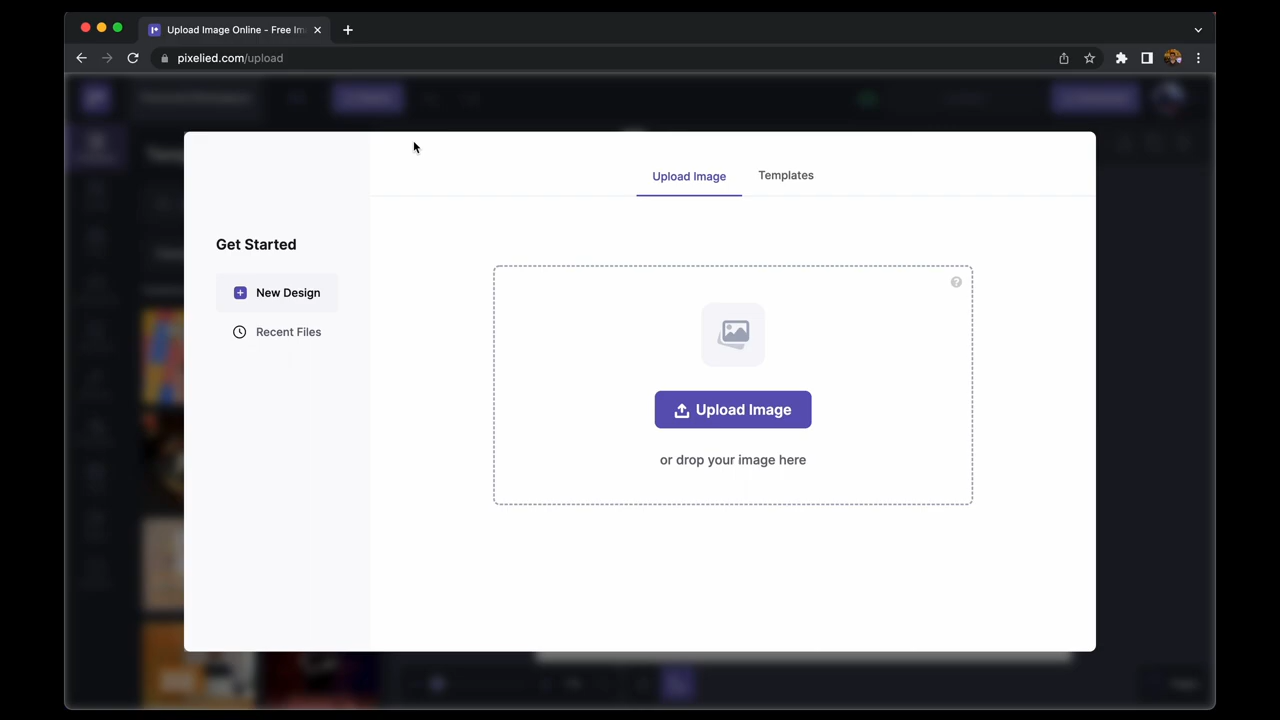 Upload Image Online - Free Im
pixelied.com/upload
Upload Image
Templates
Get Started
New Design
Recent Files
Upload Image
or drop your image here